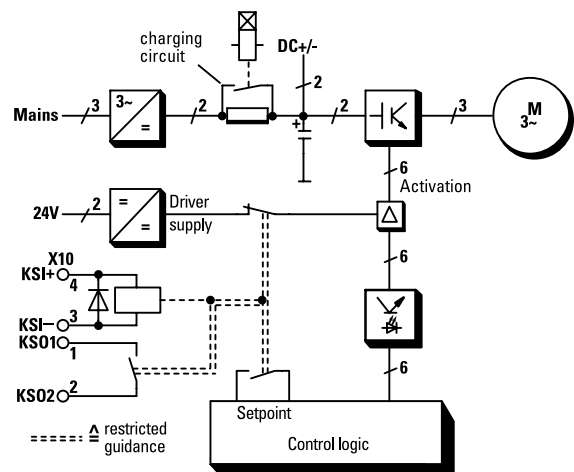 charging
circuit
DC+/-
2
Mains
3
3~
=
2
+
2
3
M
3~
6
Activation
24V
2
=
=
Driver
supply
Δ
6
X10
KSI+
4
KSI−
3
KSO1
1
2
KSO2
6
Setpoint
Control logic
≙ restricted
guidance